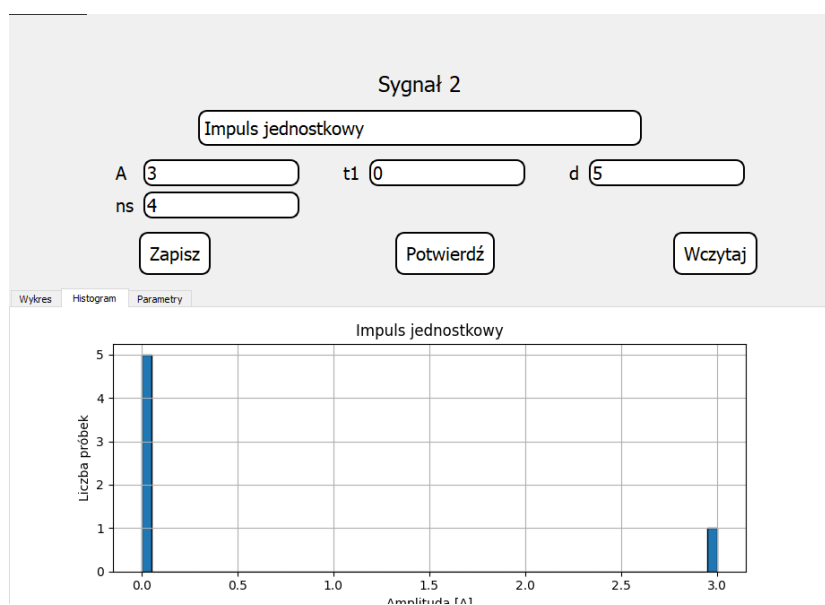 Sygnał 2
Impuls jednostkowy
A 3 t1 0 d 5
ns 4
Zapisz Potwierdź Wczytaj
Wykres Histogram Parametry
Impuls jednostkowy
Liczba próbek
5
4
3
2
1
0
0.0 0.5 1.0 1.5 2.0 2.5 3.0
Amplituda [A]